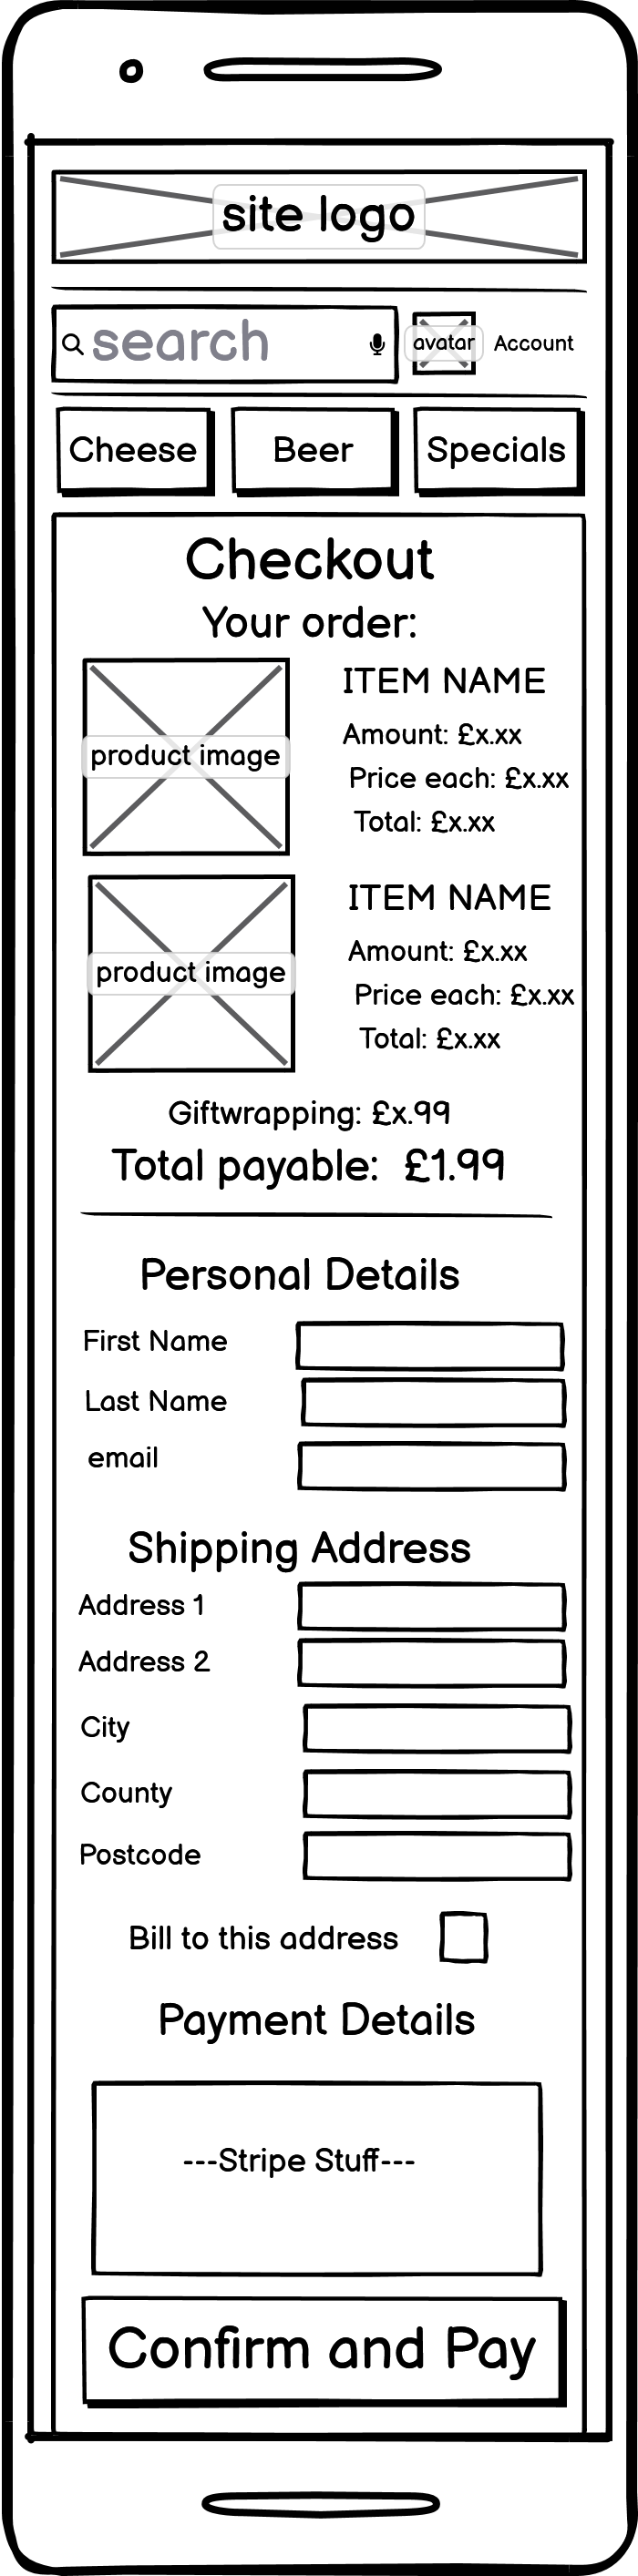 site logo
search
avatar
Account
Cheese
Beer
Specials
Checkout
Your order:
product image
ITEM NAME
Amount: £x.xx
Price each: £x.xx
Total: £x.xx
product image
ITEM NAME
Amount: £x.xx
Price each: £x.xx
Total: £x.xx
Giftwrapping: £x.99
Total payable: £1.99
Personal Details
First Name
Last Name
email
Shipping Address
Address 1
Address 2
City
County
Postcode
Bill to this address
Payment Details
---Stripe Stuff---
Confirm and Pay